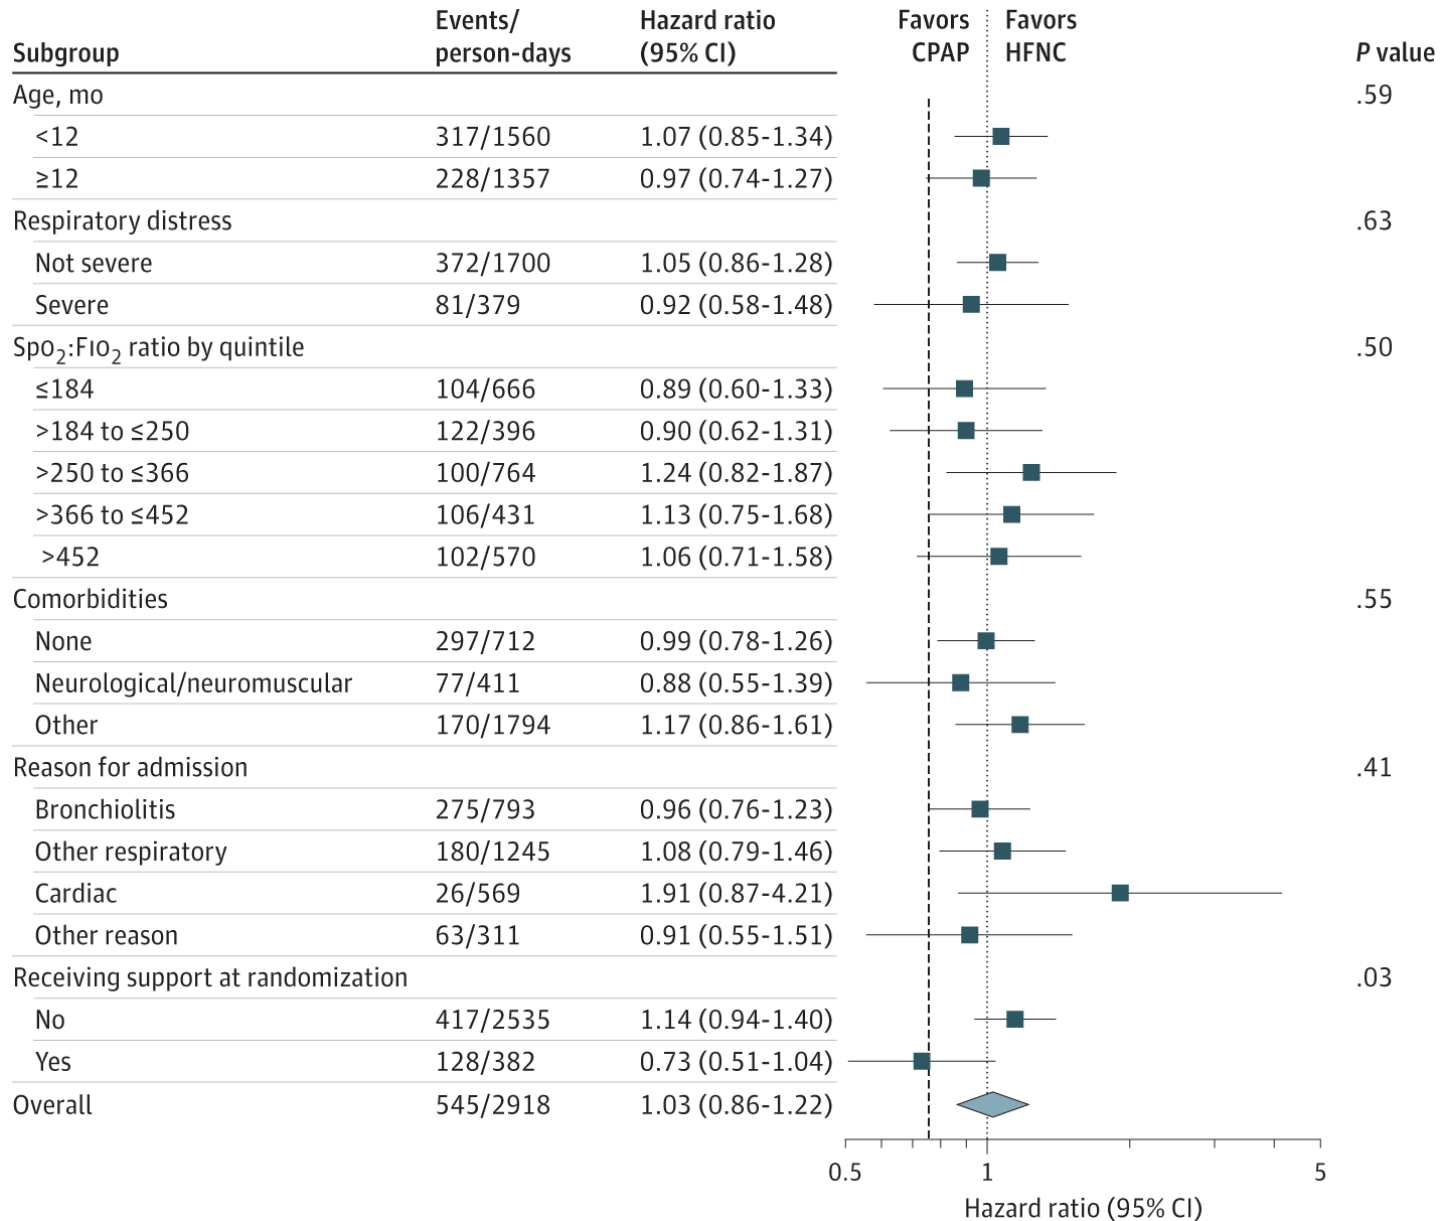 Subgroup Events/ person-days Hazard ratio (95% CI) Favors CPAP Favors HFNC P value
Age, mo .59
<12 317/1560 1.07 (0.85-1.34)
≥12 228/1357 0.97 (0.74-1.27)
Respiratory distress .63
Not severe 372/1700 1.05 (0.86-1.28)
Severe 81/379 0.92 (0.58-1.48)
SpO₂:FIO₂ ratio by quintile .50
≤184 104/666 0.89 (0.60-1.33)
>184 to ≤250 122/396 0.90 (0.62-1.31)
>250 to ≤366 100/764 1.24 (0.82-1.87)
>366 to ≤452 106/431 1.13 (0.75-1.68)
>452 102/570 1.06 (0.71-1.58)
Comorbidities .55
None 297/712 0.99 (0.78-1.26)
Neurological/neuromuscular 77/411 0.88 (0.55-1.39)
Other 170/1794 1.17 (0.86-1.61)
Reason for admission .41
Bronchiolitis 275/793 0.96 (0.76-1.23)
Other respiratory 180/1245 1.08 (0.79-1.46)
Cardiac 26/569 1.91 (0.87-4.21)
Other reason 63/311 0.91 (0.55-1.51)
Receiving support at randomization .03
No 417/2535 1.14 (0.94-1.40)
Yes 128/382 0.73 (0.51-1.04)
Overall 545/2918 1.03 (0.86-1.22)
0.5 1 5
Hazard ratio (95% CI)